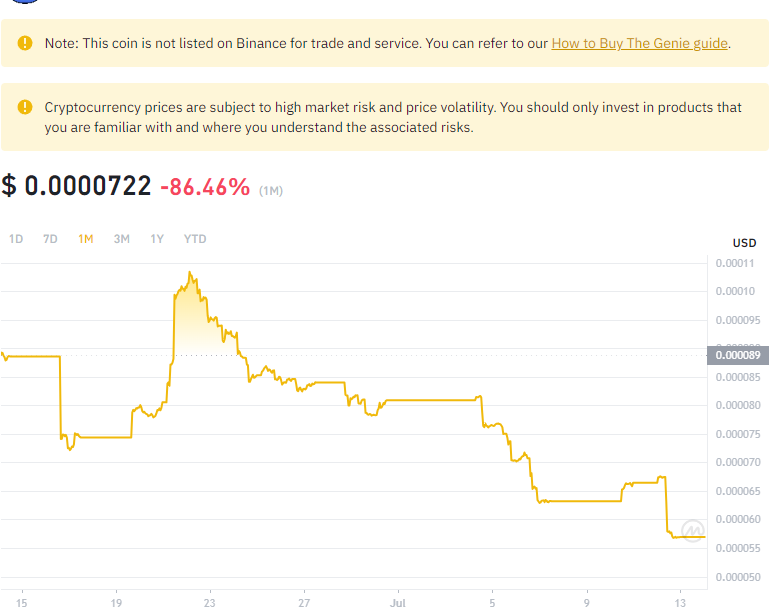 Note: This coin is not listed on Binance for trade and service. You can refer to our How to Buy The Genie guide.
Cryptocurrency prices are subject to high market risk and price volatility. You should only invest in products that
you are familiar with and where you understand the associated risks.
$ 0.0000722 -86.46% (1M)
1D 7D 1M 3M 1Y YTD
USD
0.00011
0.00010
0.000095
0.000089
0.000085
0.000080
0.000075
0.000070
0.000065
0.000060
0.000055
0.000050
15 19 23 27 Jul 5 9 13